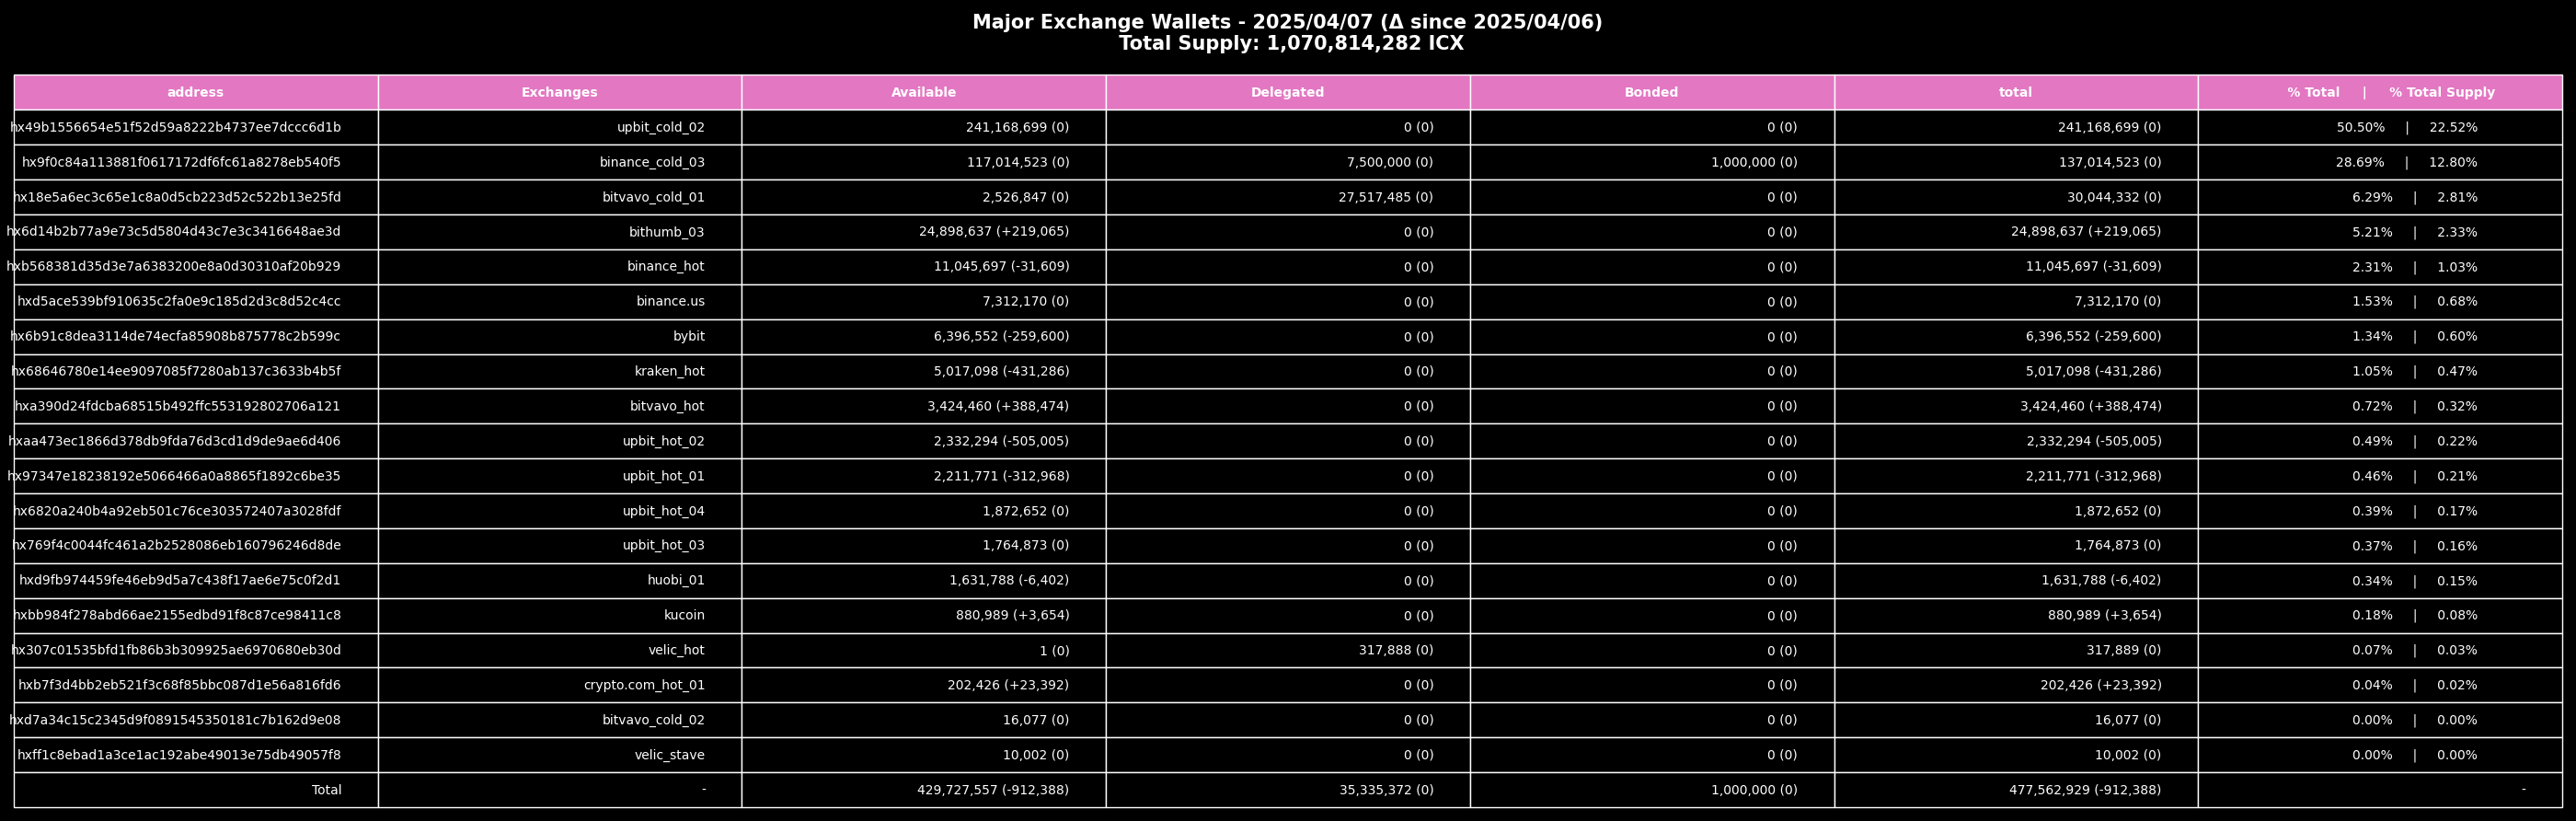 Major Exchange Wallets - 2025/04/07 (Δ since 2025/04/06)
Total Supply: 1,070,814,282 ICX
address Exchanges Available Delegated Bonded total % Total | % Total Supply
hx49b1556654e51f52d59a8222b4737ee7dccc6d1b upbit_cold_02 241,168,699 (0) 0 (0) 0 (0) 241,168,699 (0) 50.50% | 22.52%
hx9f0c84a113881f0617172df6fc61a8278eb540f5 binance_cold_03 117,014,523 (0) 7,500,000 (0) 1,000,000 (0) 137,014,523 (0) 28.69% | 12.80%
hx18e5a6ec3c65e1c8a0d5cb223d52c522b13e25fd bitvavo_cold_01 2,526,847 (0) 27,517,485 (0) 0 (0) 30,044,332 (0) 6.29% | 2.81%
hx6d14b2b77a9e73c5d5804d43c7e3c3416648ae3d bithumb_03 24,898,637 (+219,065) 0 (0) 0 (0) 24,898,637 (+219,065) 5.21% | 2.33%
hxb568381d35d3e7a6383200e8a0d30310af20b929 binance_hot 11,045,697 (-31,609) 0 (0) 0 (0) 11,045,697 (-31,609) 2.31% | 1.03%
hxd5ace539bf910635c2fa0e9c185d2d3c8d52c4cc binance.us 7,312,170 (0) 0 (0) 0 (0) 7,312,170 (0) 1.53% | 0.68%
hx6b91c8dea3114de74ecfa85908b875778c2b599c bybit 6,396,552 (-259,600) 0 (0) 0 (0) 6,396,552 (-259,600) 1.34% | 0.60%
hx68646780e14ee9097085f7280ab137c3633b4b5f kraken_hot 5,017,098 (-431,286) 0 (0) 0 (0) 5,017,098 (-431,286) 1.05% | 0.47%
hxa390d24fdcba68515b492ffc553192802706a121 bitvavo_hot 3,424,460 (+388,474) 0 (0) 0 (0) 3,424,460 (+388,474) 0.72% | 0.32%
hxaa473ec1866d378db9fda76d3cd1d9de9ae6d406 upbit_hot_02 2,332,294 (-505,005) 0 (0) 0 (0) 2,332,294 (-505,005) 0.49% | 0.22%
hx97347e18238192e5066466a0a8865f1892c6be35 upbit_hot_01 2,211,771 (-312,968) 0 (0) 0 (0) 2,211,771 (-312,968) 0.46% | 0.21%
hx6820a240b4a92eb501c76ce303572407a3028fdf upbit_hot_04 1,872,652 (0) 0 (0) 0 (0) 1,872,652 (0) 0.39% | 0.17%
hx769f4c0044fc461a2b2528086eb160796246d8de upbit_hot_03 1,764,873 (0) 0 (0) 0 (0) 1,764,873 (0) 0.37% | 0.16%
hxd9fb974459fe46eb9d5a7c438f17ae6e75c0f2d1 huobi_01 1,631,788 (-6,402) 0 (0) 0 (0) 1,631,788 (-6,402) 0.34% | 0.15%
hxbb984f278abd66ae2155edbd91f8c87ce98411c8 kucoin 880,989 (+3,654) 0 (0) 0 (0) 880,989 (+3,654) 0.18% | 0.08%
hx307c01535bfd1fb86b3b309925ae6970680eb30d velic_hot 1 (0) 317,888 (0) 0 (0) 317,889 (0) 0.07% | 0.03%
hxb7f3d4bb2eb521f3c68f85bbc087d1e56a816fd6 crypto.com_hot_01 202,426 (+23,392) 0 (0) 0 (0) 202,426 (+23,392) 0.04% | 0.02%
hxd7a34c15c2345d9f0891545350181c7b162d9e08 bitvavo_cold_02 16,077 (0) 0 (0) 0 (0) 16,077 (0) 0.00% | 0.00%
hxff1c8ebad1a3ce1ac192abe49013e75db49057f8 velic_stave 10,002 (0) 0 (0) 0 (0) 10,002 (0) 0.00% | 0.00%
Total - 429,727,557 (-912,388) 35,335,372 (0) 1,000,000 (0) 477,562,929 (-912,388) -